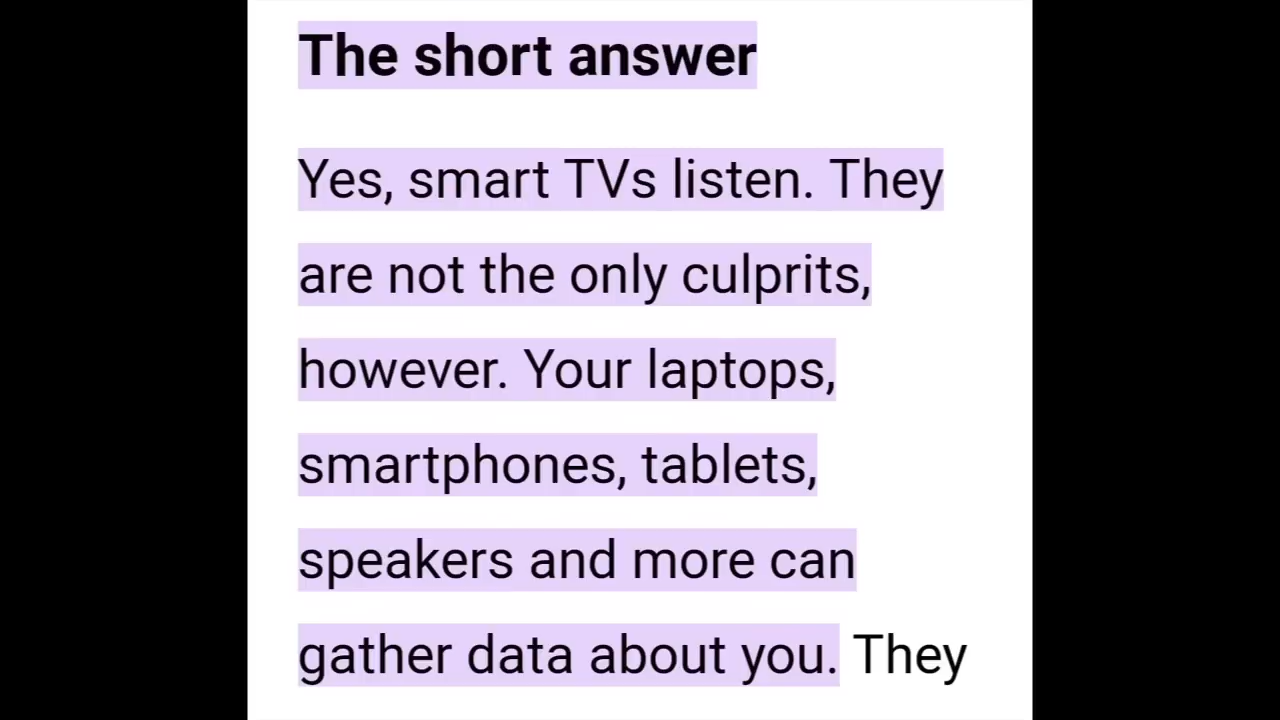 The short answer
Yes, smart TVs listen. They
are not the only culprits,
however. Your laptops,
smartphones, tablets,
speakers and more can
gather data about you. They